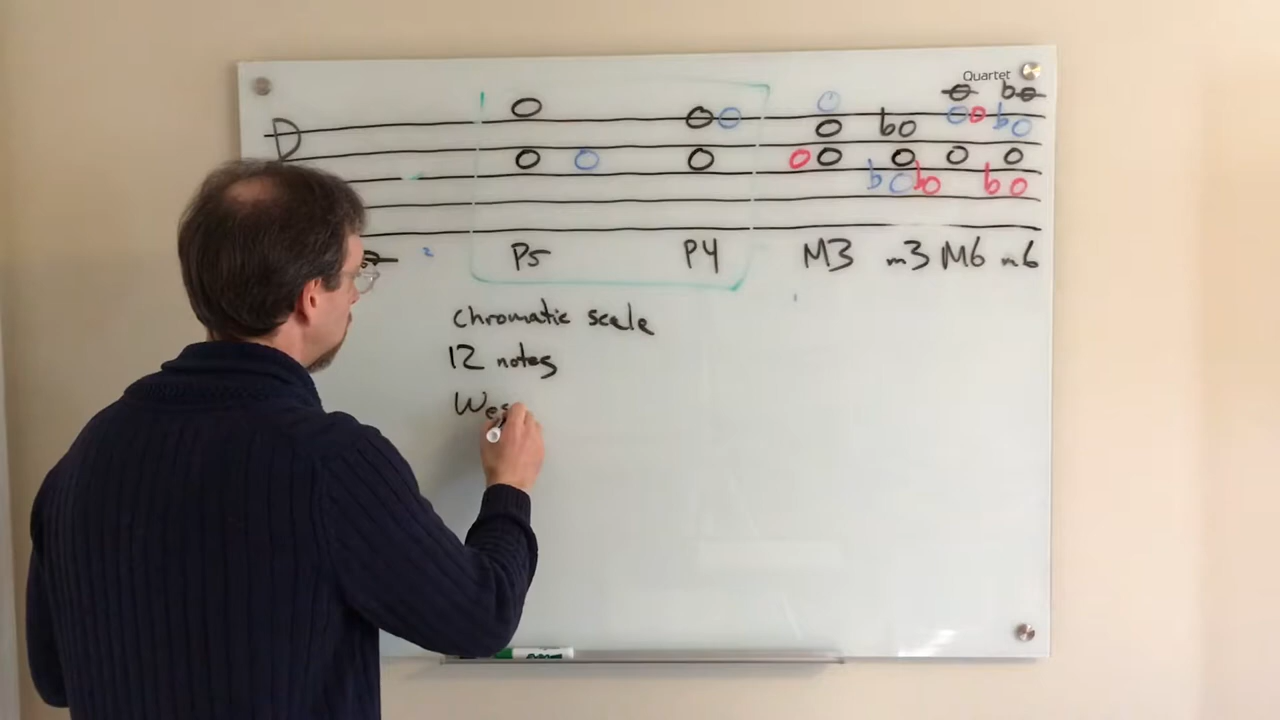 Quartet
P5 P4 M3 m3 M6 m6
chromatic scale
12 notes
Wes